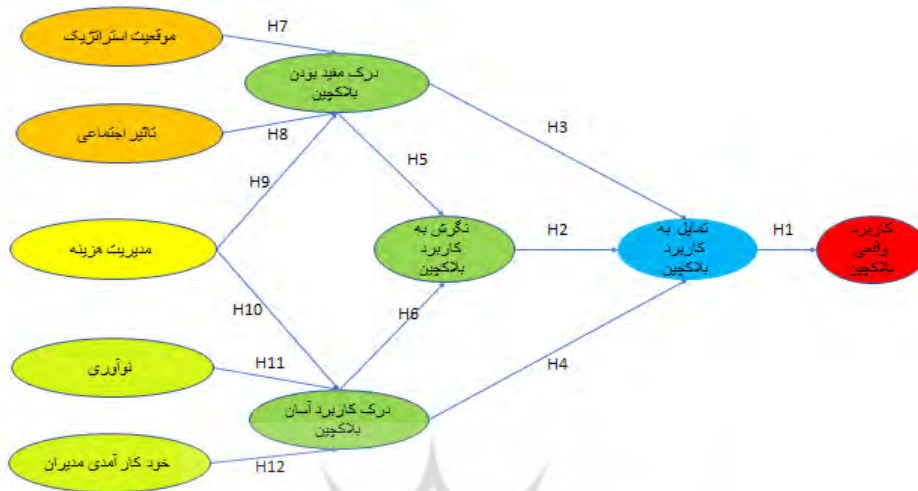 موقعیت استراتژیک
H7
درک مفید بودن
بلاکچین
تاثیر اجتماعی
H8
H3
H5
H9
مدیریت هزینه
نگرش به
کاربرد
بلاکچین
H2
تمایل به
کاربرد
بلاکچین
H1
کاربرد
واقعی
بلاکچین
H10
H6
نوآوری
H11
H4
درک کاربرد آسان
بلاکچین
خود کار آمدی مدیران
H12